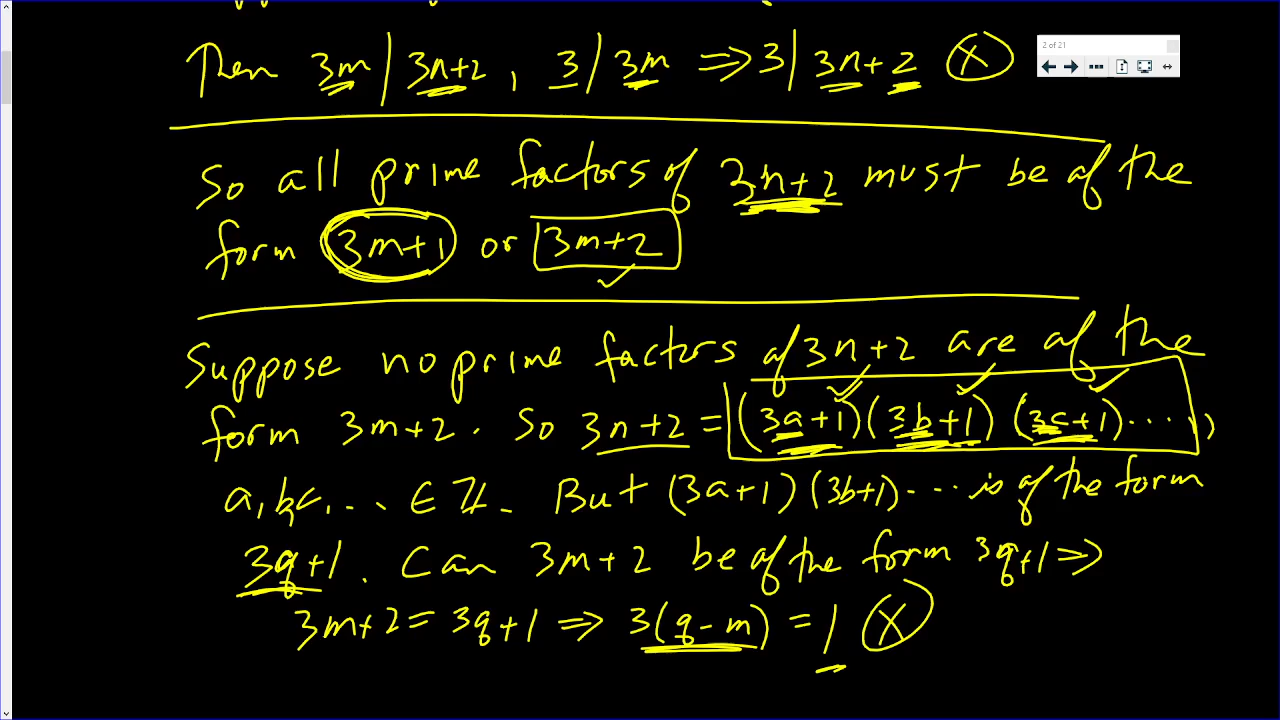 2 of 21
Then 3m | 3n+2 , 3 | 3m ⇒ 3 | 3n+2 ⊗
So all prime factors of 3n+2 must be of the
form 3m+1 or 3m+2 ✓
Suppose no prime factors of 3n+2 are of the
form 3m+2. So 3n+2 = (3a+1)(3b+1)(3c+1).....,
a, b, c, ... ∈ ℤ. But (3a+1)(3b+1)..... is of the form
3q+1. Can 3m+2 be of the form 3q+1 ⇒
3m+2 = 3q+1 ⇒ 3(q-m) = 1 ⊗